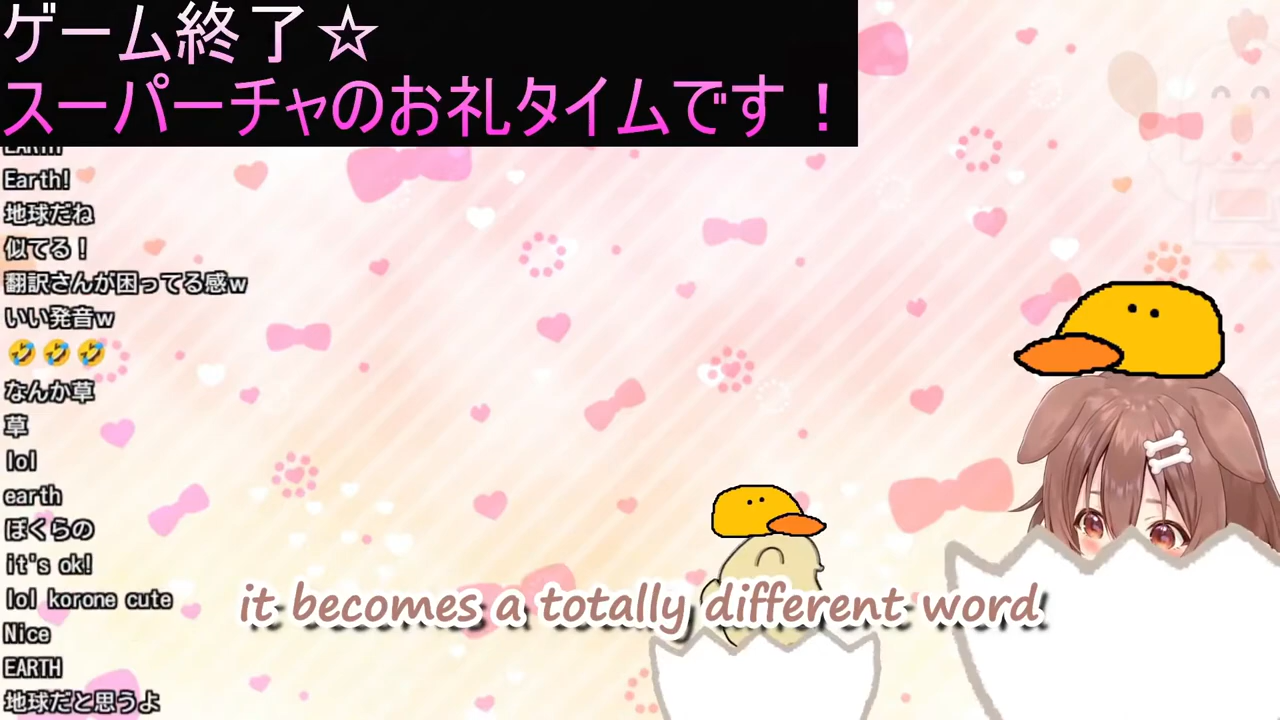 ゲーム終了☆
スーパーチャのお礼タイムです！
EARTH
Earth!
地球だね
似てる！
翻訳さんが困ってる感w
いい発音w
🤣🤣🤣
なんか草
草
lol
earth
ぼくらの
it's ok!
lol korone cute
Nice
EARTH
地球だと思うよ
it becomes a totally different word